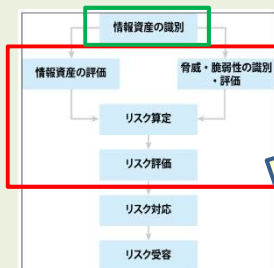 情報資産の識別
情報資産の評価
脅威・脆弱性の識別
・評価
リスク算定
リスク評価
リスク対応
リスク受容